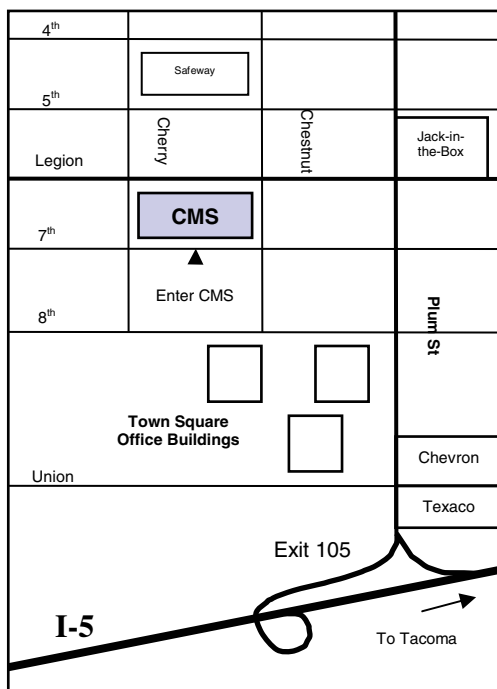 4th
Safeway
5th
Cherry
Chestnut
Jack-in-
the-Box
Legion
CMS
7th
Enter CMS
8th
Plum St
Town Square
Office Buildings
Chevron
Union
Texaco
Exit 105
I-5
To Tacoma